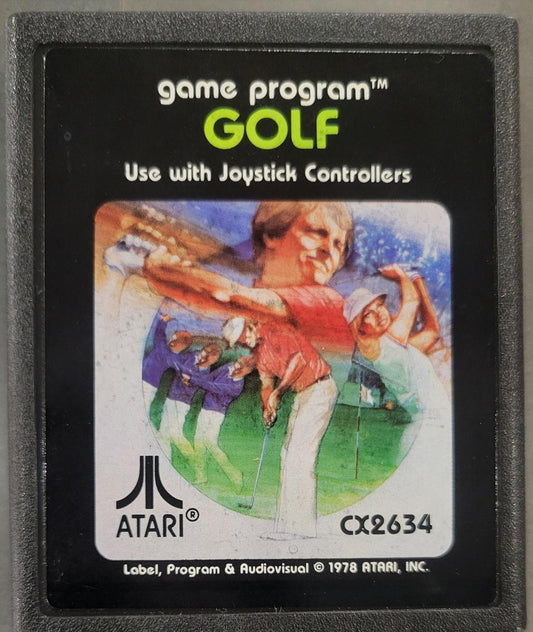 game program™
GOLF
Use with Joystick Controllers
ATARI®
CX2634
Label, Program & Audiovisual © 1978 ATARI, INC.